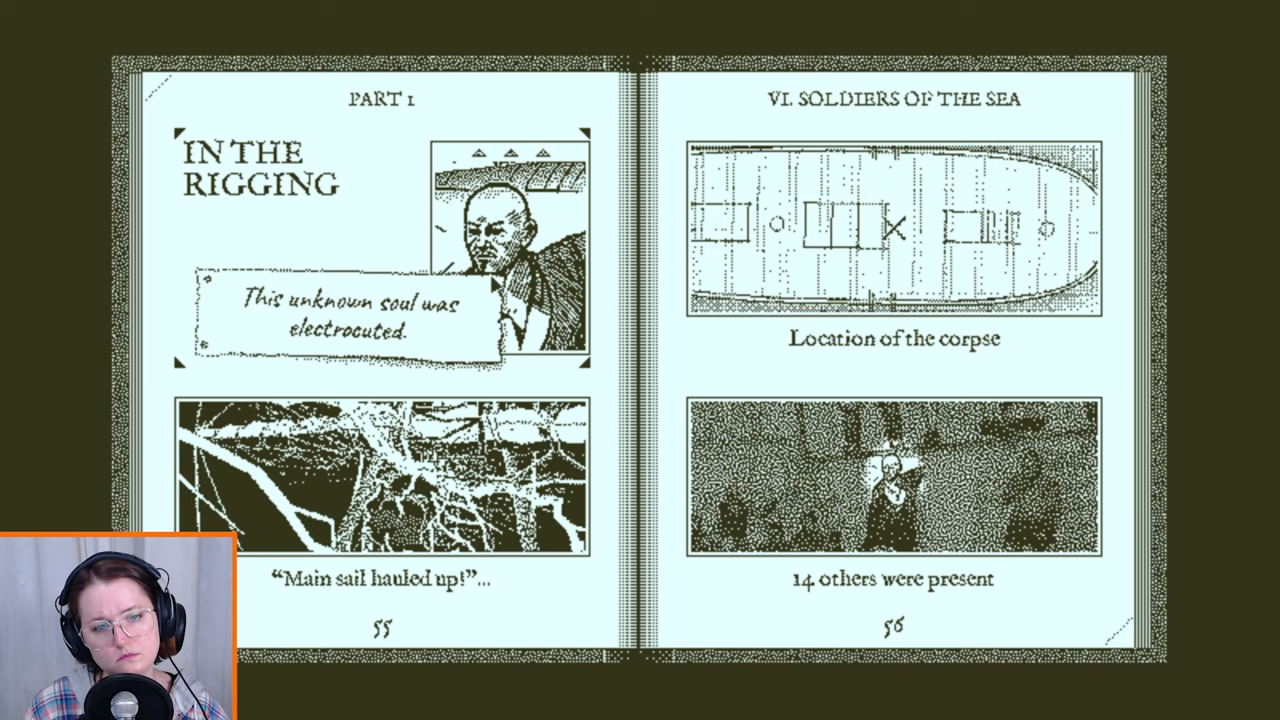 PART 1
IN THE
RIGGING
This unknown soul was
electrocuted.
“Main sail hauled up!”...
55
VI. SOLDIERS OF THE SEA
Location of the corpse
14 others were present
56